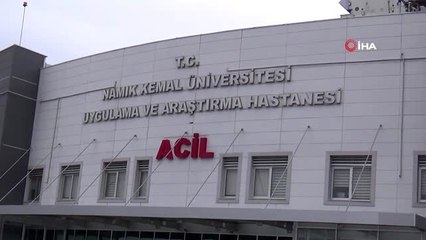 İHA
T.C.
NAMIK KEMAL ÜNİVERSİTESİ
UYGULAMA VE ARAŞTIRMA HASTANESİ
ACİL